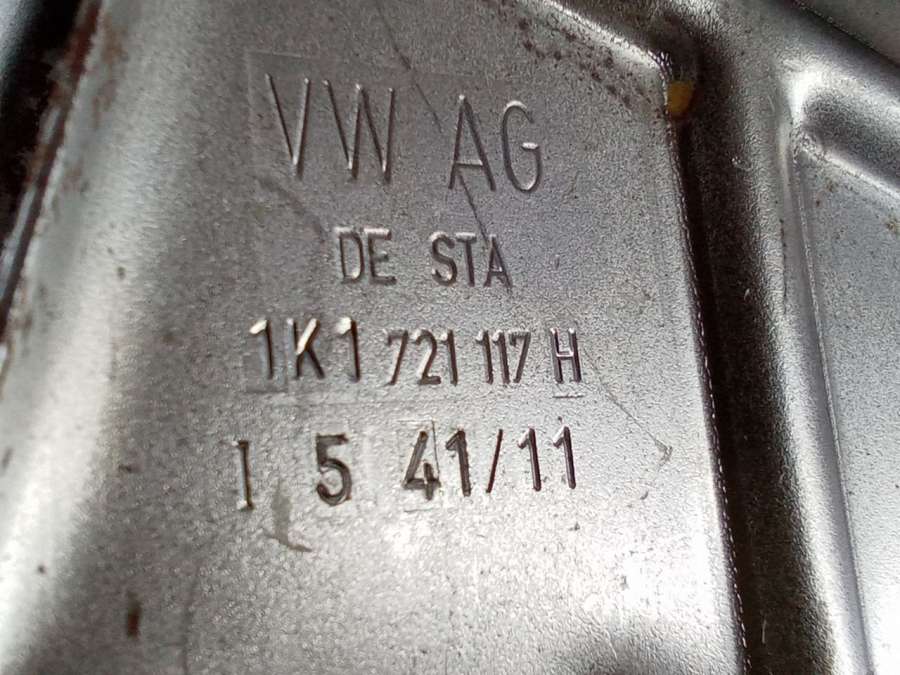 VW AG
DE STA
1K1 721 117 H
I 5 41/11